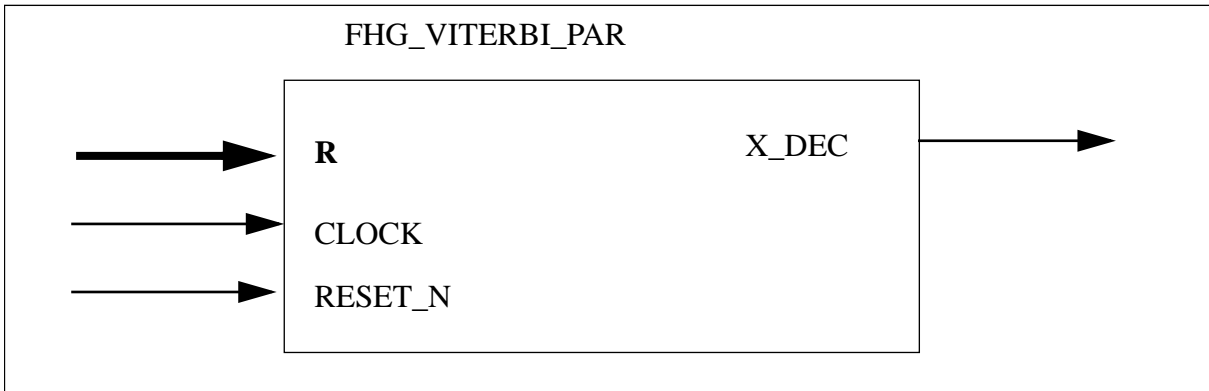 FHG_VITERBI_PAR
R
X_DEC
CLOCK
RESET_N